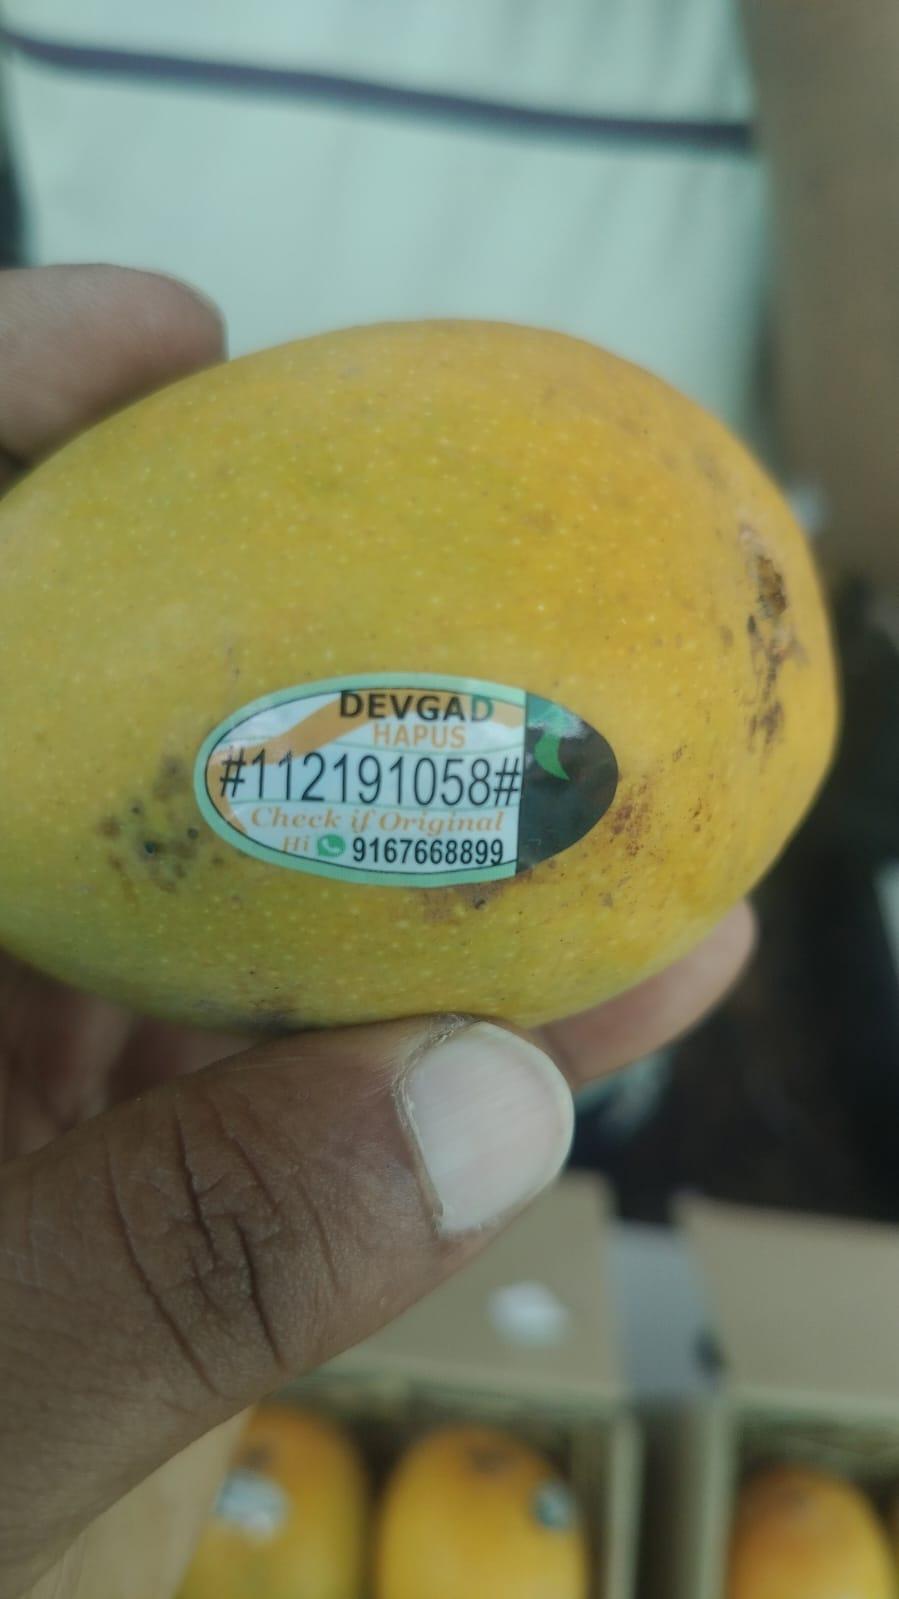 DEVGAD
HAPUS
#112191058#
Check if Original
Hi 9167668899